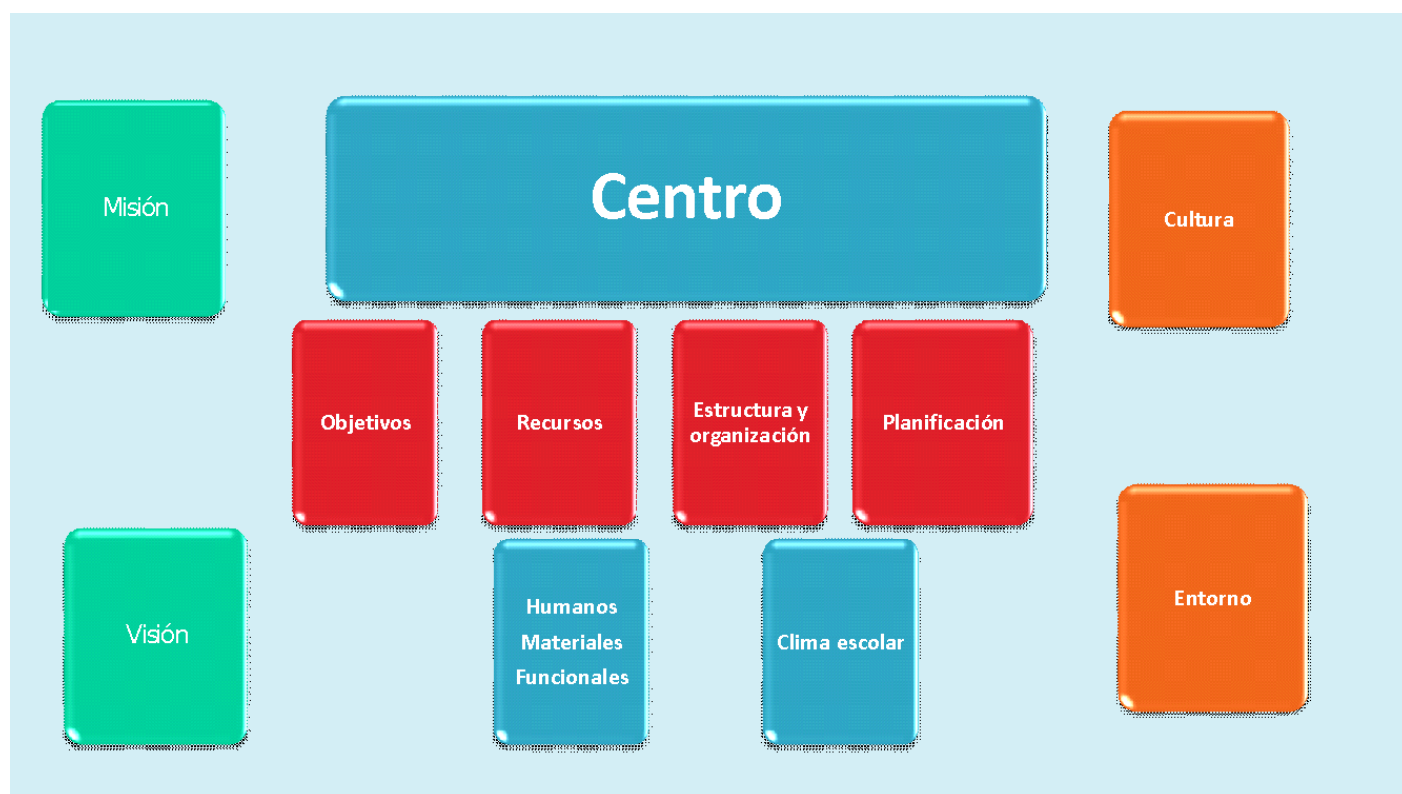 Misión
Centro
Cultura
Objetivos
Recursos
Estructura y
organización
Planificación
Visión
Humanos
Materiales
Funcionales
Clima escolar
Entorno